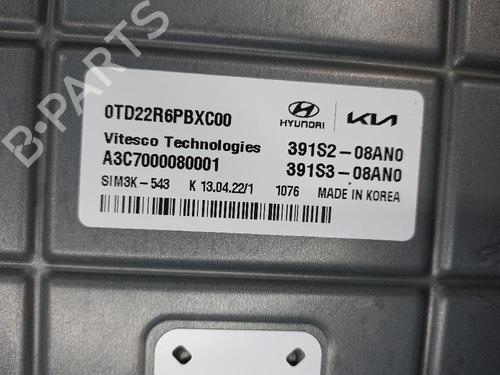 B-PARTS
0TD22R6PBXC00
HYUNDAI KIA
Vitesco Technologies 391S2-08AN0
A3C7000080001 391S3-08AN0
SIM3K-543 K 13.04.22/1 1076 MADE IN KOREA